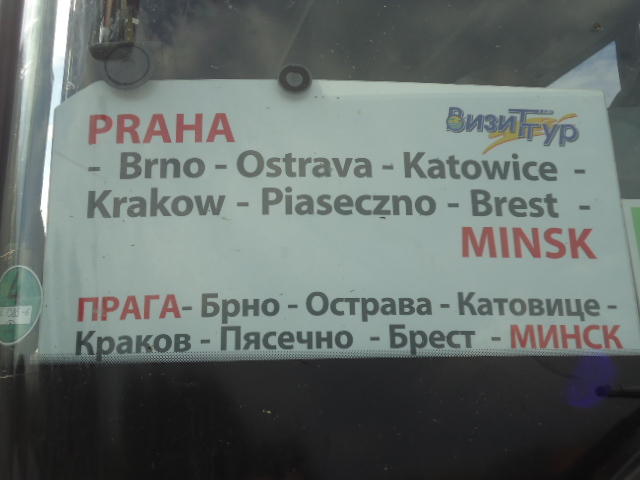 PRAHA
ВизиТТур
- Brno - Ostrava - Katowice -
Krakow - Piaseczno - Brest -
MINSK
ПРАГА- Брно - Острава - Катовице -
Краков - Пясечно - Брест - МИНСК